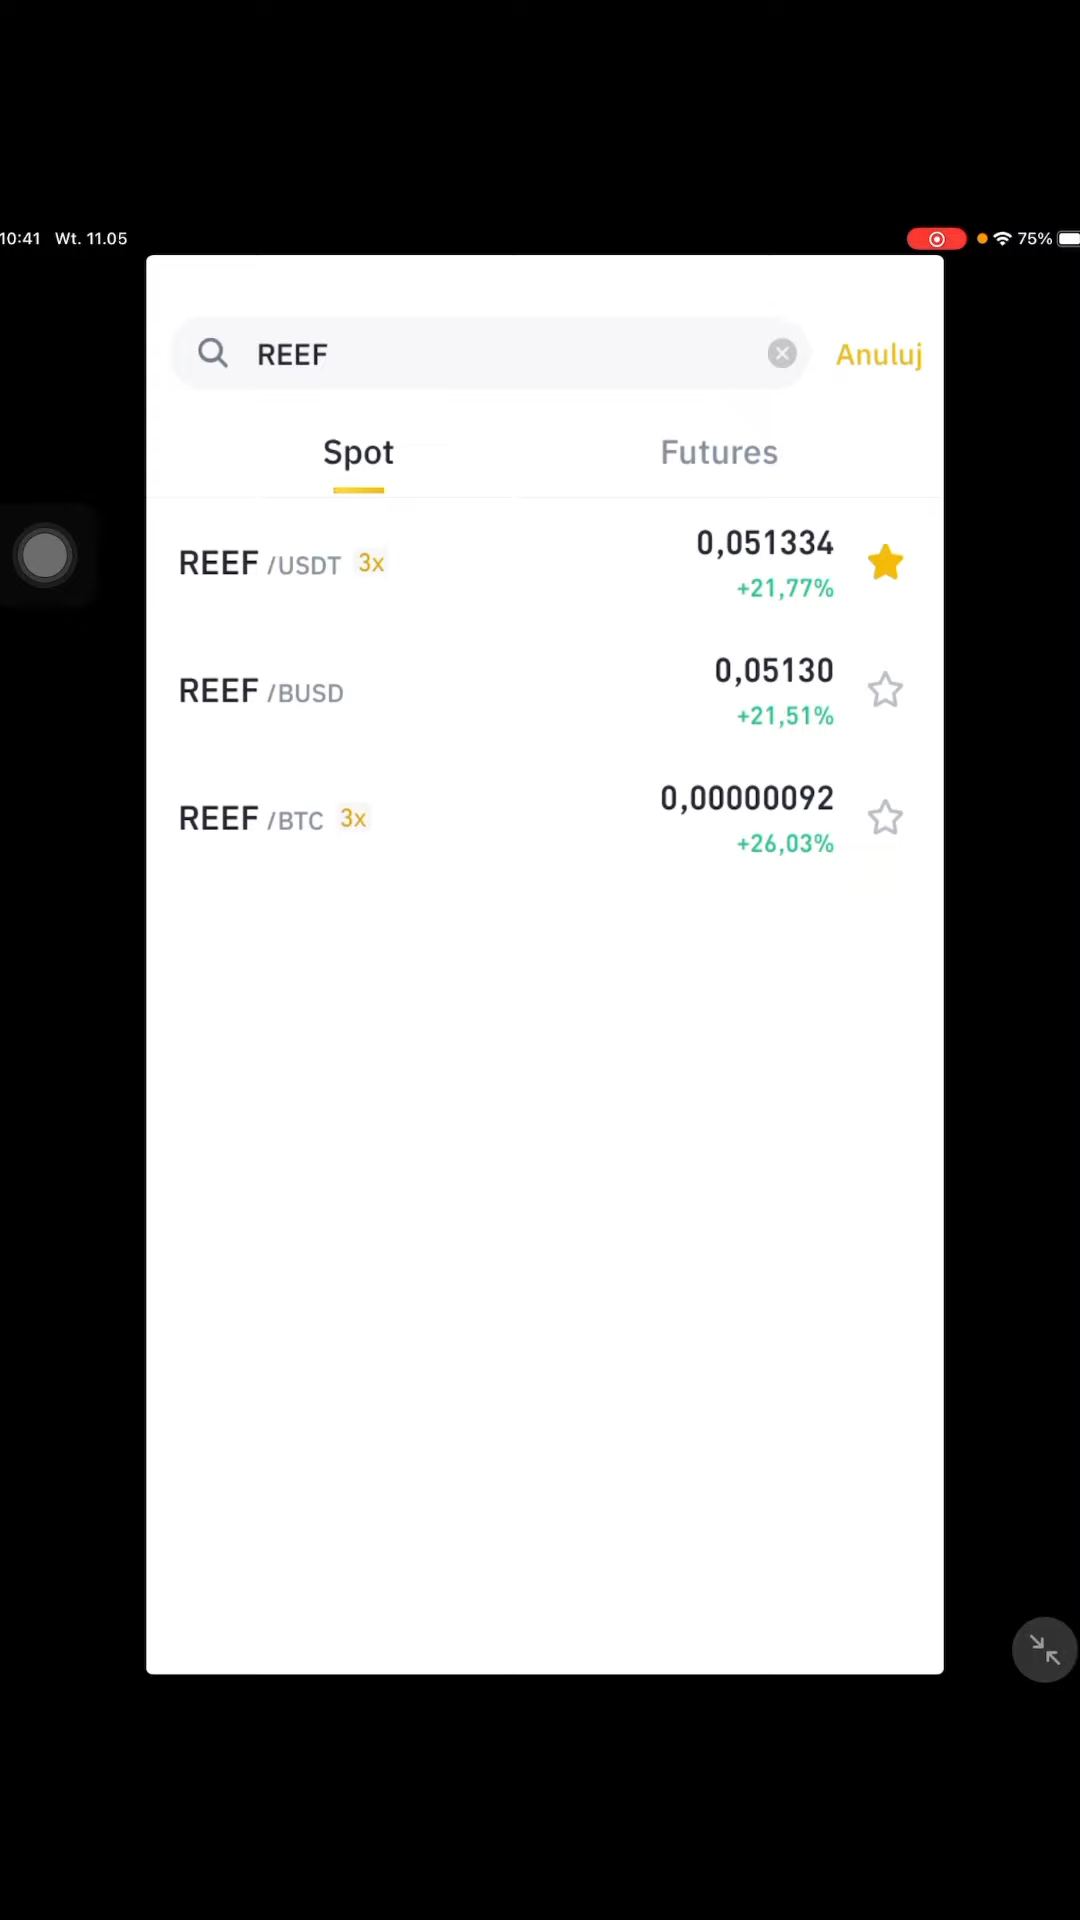 10:41 Wt. 11.05 75%
REEF Anuluj
Spot Futures
REEF /USDT 3x 0,051334
+21,77%
REEF /BUSD 0,05130
+21,51%
REEF /BTC 3x 0,00000092
+26,03%